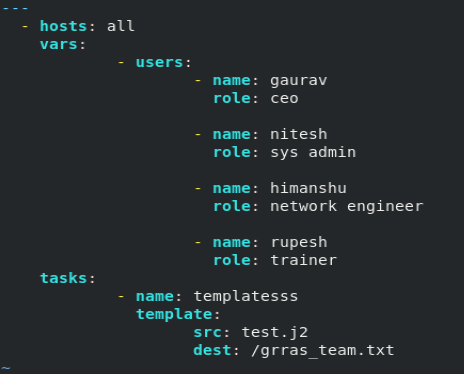 ---
  - hosts: all
    vars:
            - users:
                    - name: gaurav
                      role: ceo

                    - name: nitesh
                      role: sys admin

                    - name: himanshu
                      role: network engineer

                    - name: rupesh
                      role: trainer
    tasks:
            - name: templatesss
              template:
                    src: test.j2
                    dest: /grras_team.txt
~